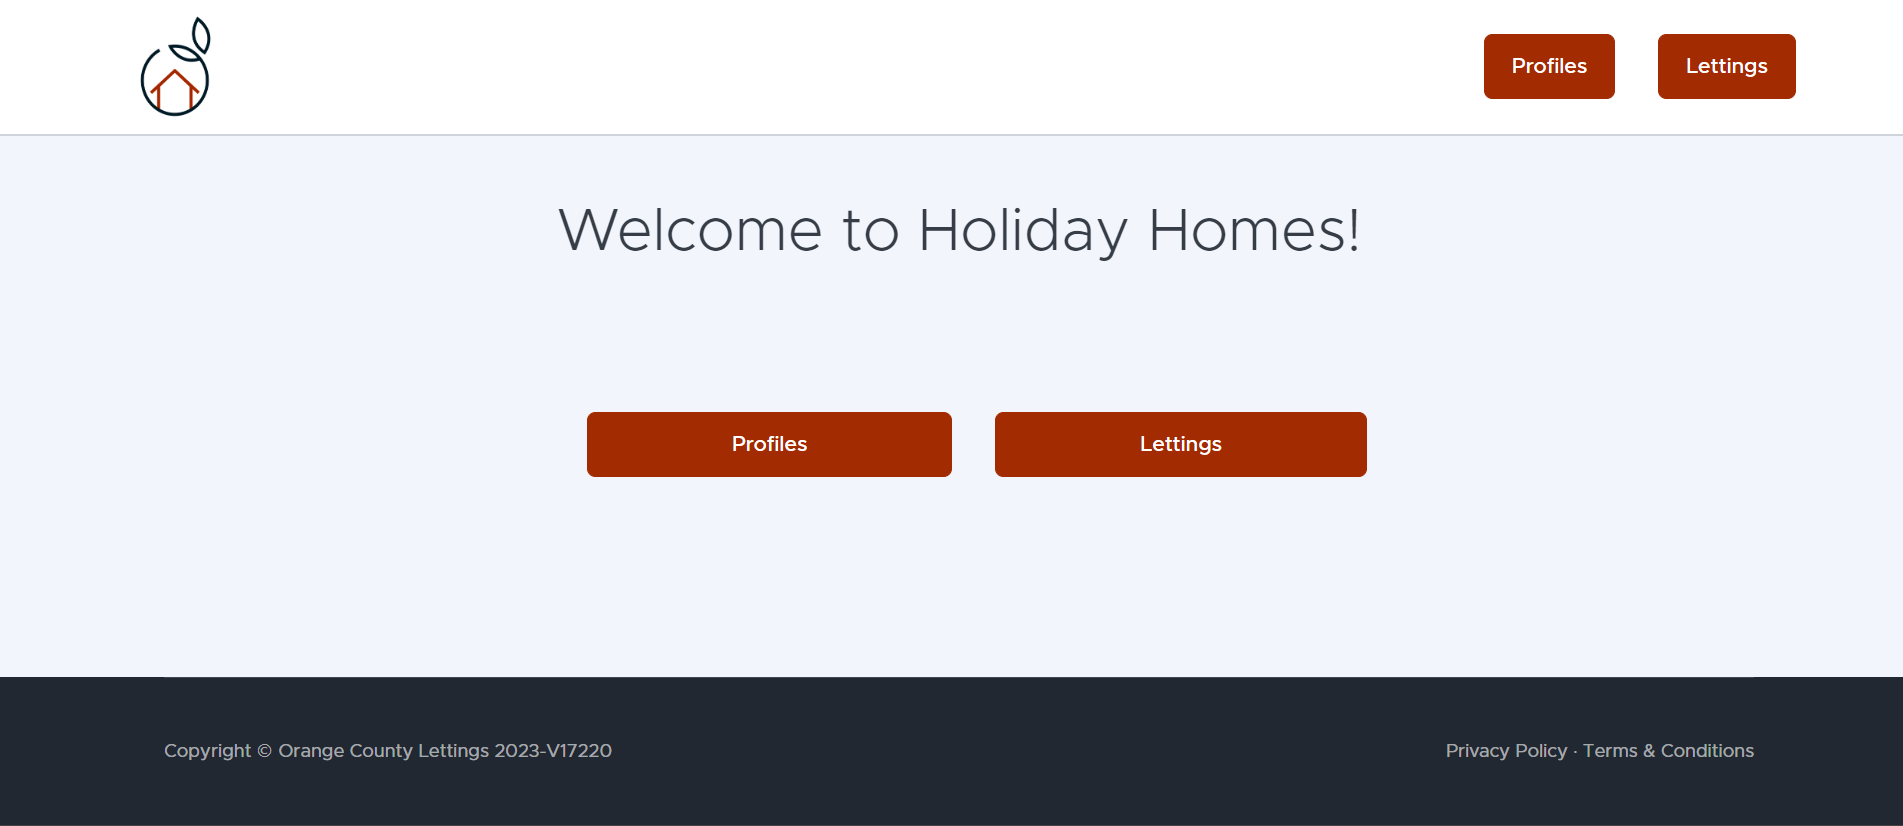 Profiles
Lettings
Welcome to Holiday Homes!
Profiles
Lettings
Copyright © Orange County Lettings 2023-V17220
Privacy Policy · Terms & Conditions